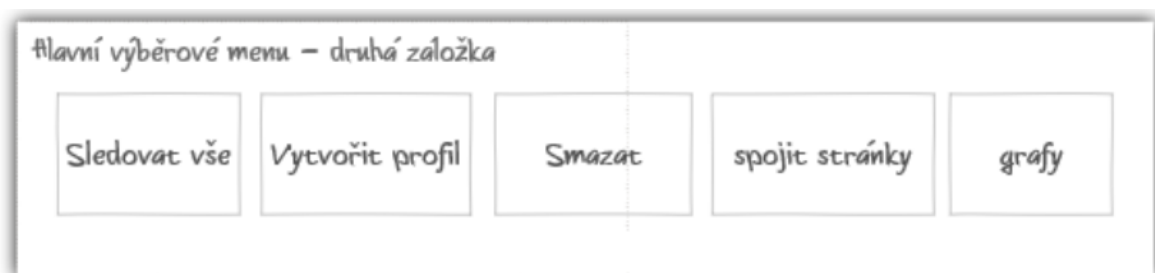 Hlavní výběrové menu – druhá záložka
Sledovat vše
Vytvořit profil
Smazat
spojit stránky
grafy